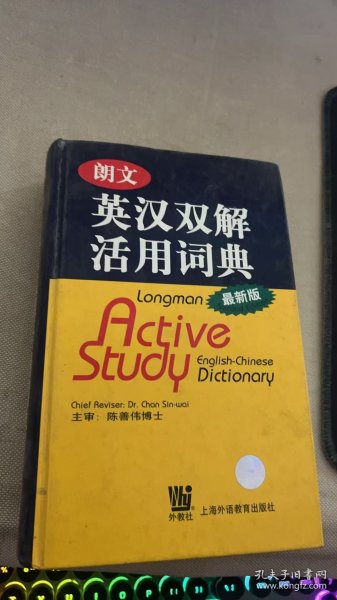 朗文
英汉双解
活用词典
Longman
最新版
Active
Study
English-Chinese
Dictionary
Chief Reviser: Dr. Chan Sin-wai
主审：陈善伟博士
外教社
上海外语教育出版社
孔夫子旧书网
www.kongfz.com